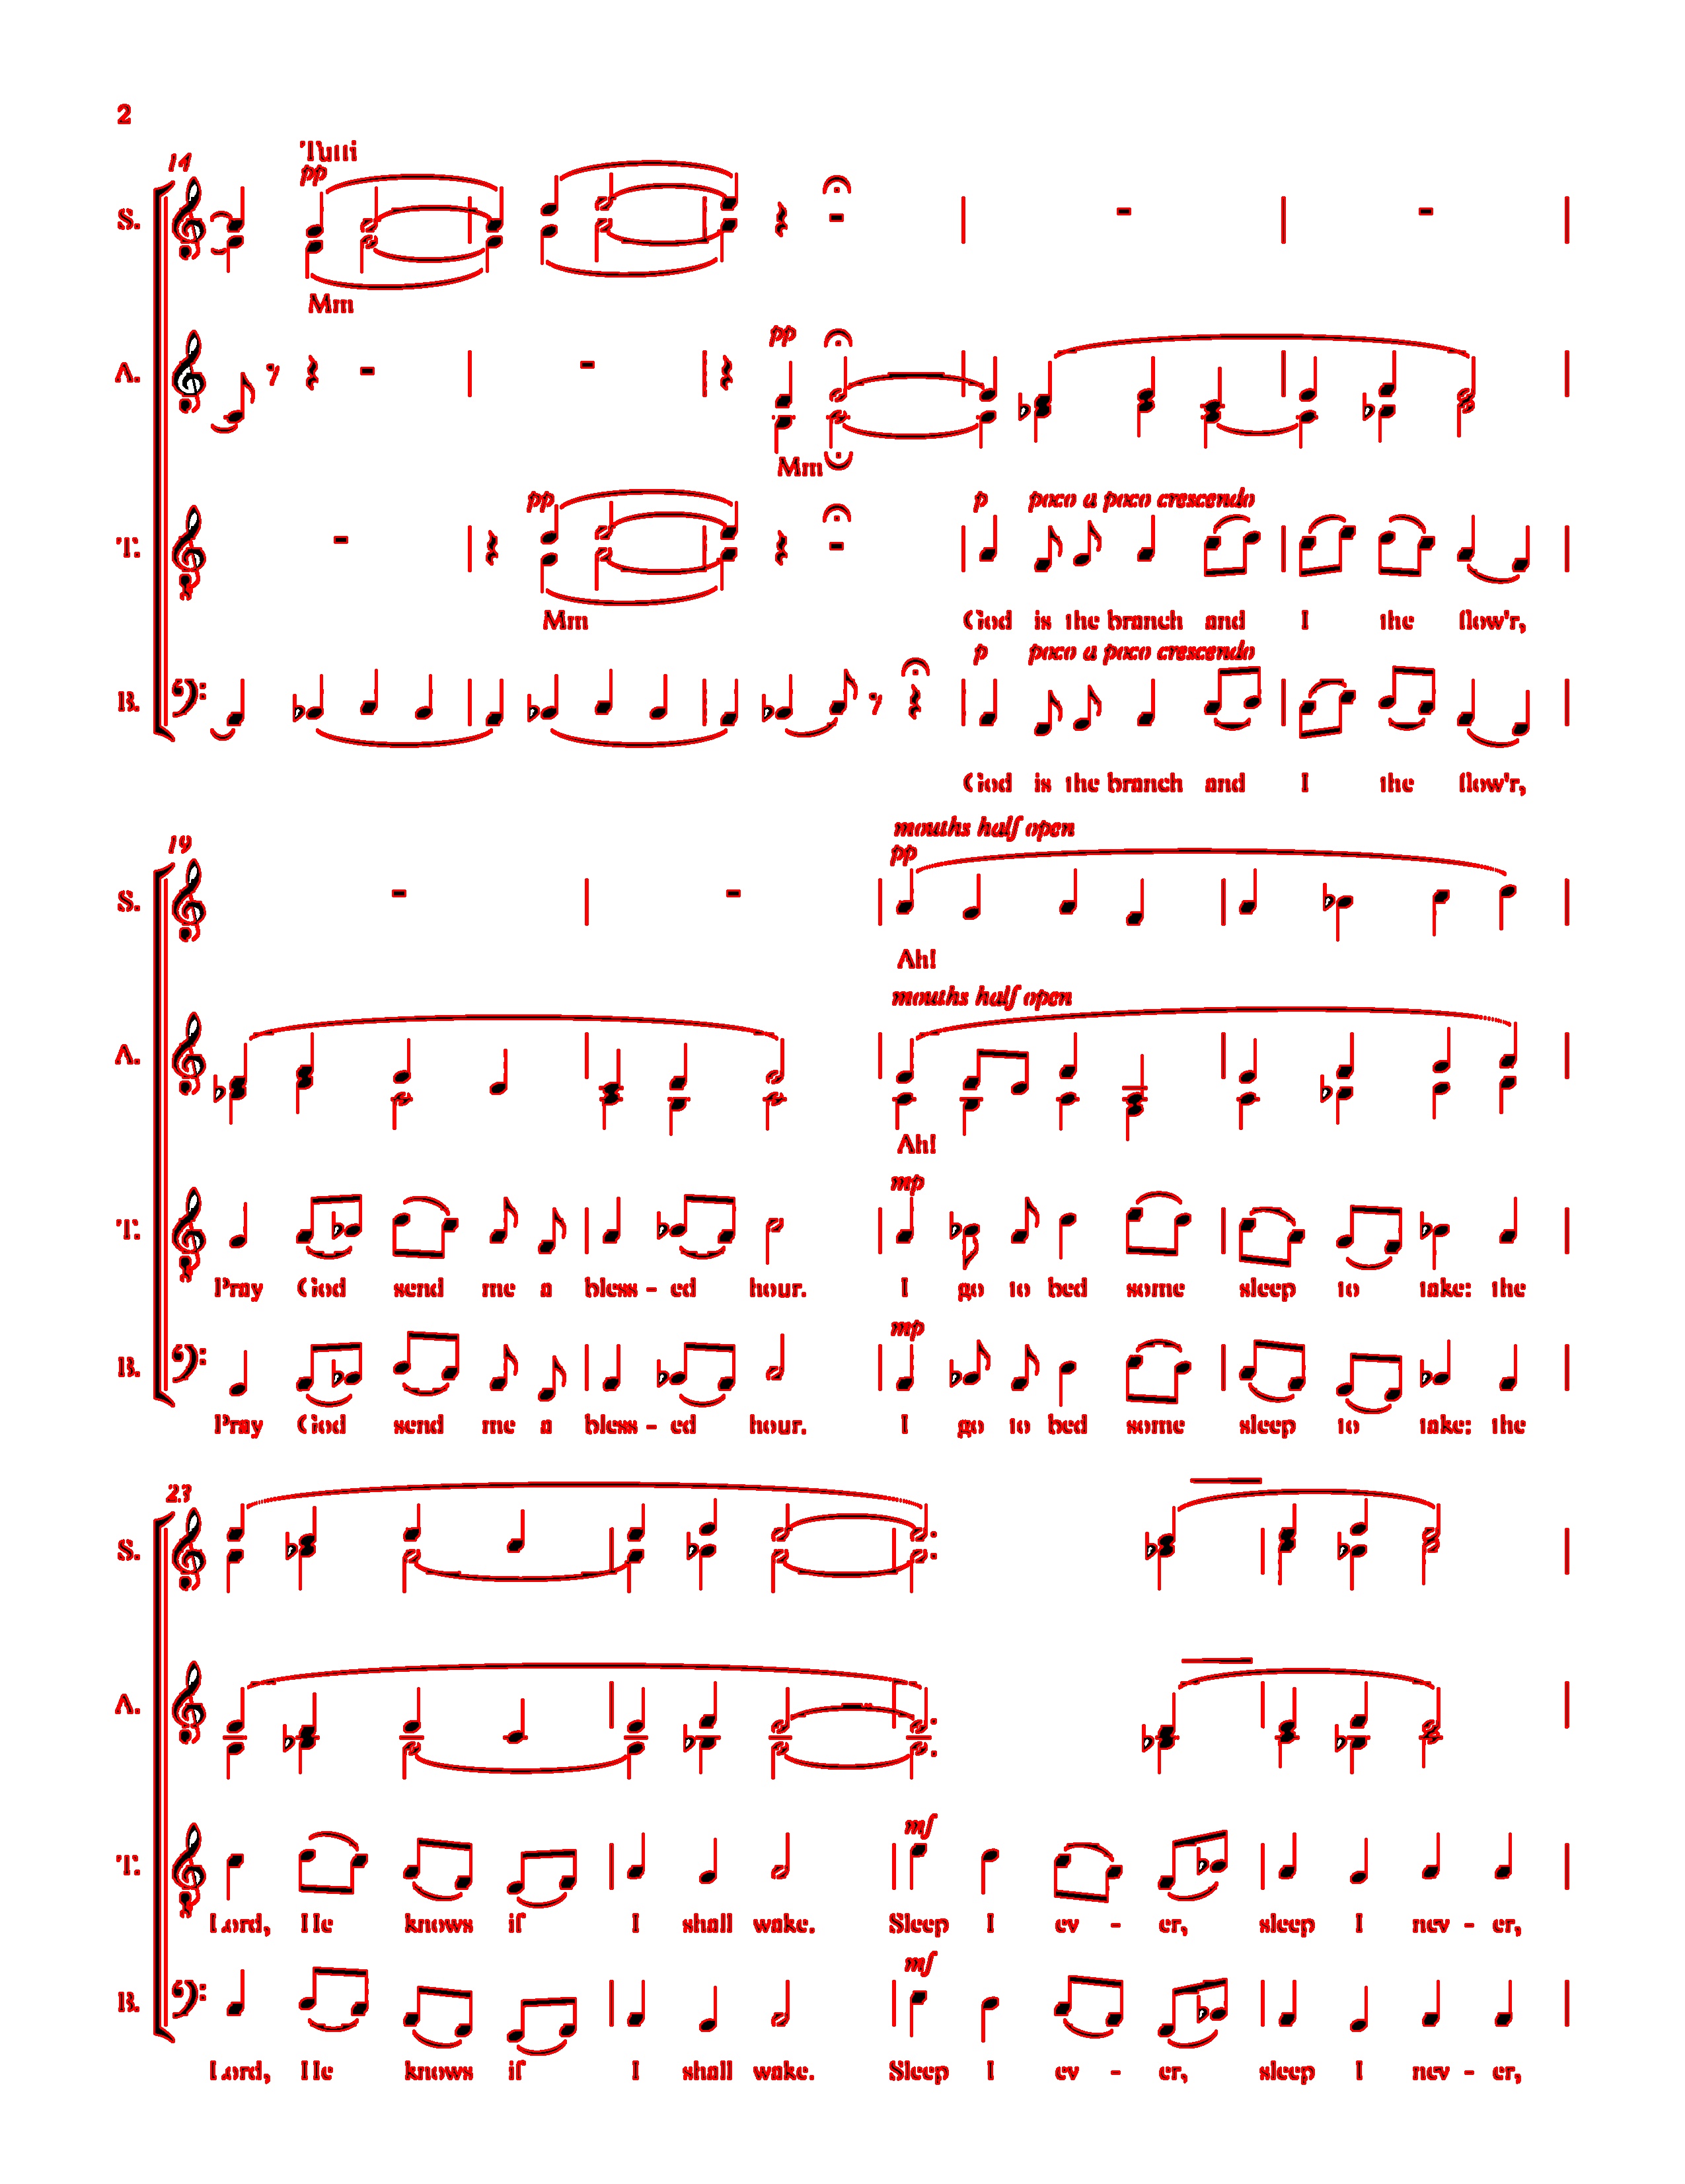 2
14
Tutti
pp
S.
Mm
pp
A.
Mm
pp p poco a poco crescendo
T.
Mm God is the branch and I the flow'r,
p poco a poco crescendo
B.
God is the branch and I the flow'r,
mouths half open
19
pp
S.
Ah!
mouths half open
A.
Ah!
mp
T.
Pray God send me a bless - ed hour. I go to bed some sleep to take: the
mp
B.
Pray God send me a bless - ed hour. I go to bed some sleep to take: the
23
S.
A.
mf
T.
Lord, He knows if I shall wake. Sleep I ev - er, sleep I nev - er,
mf
B.
Lord, He knows if I shall wake. Sleep I ev - er, sleep I nev - er,